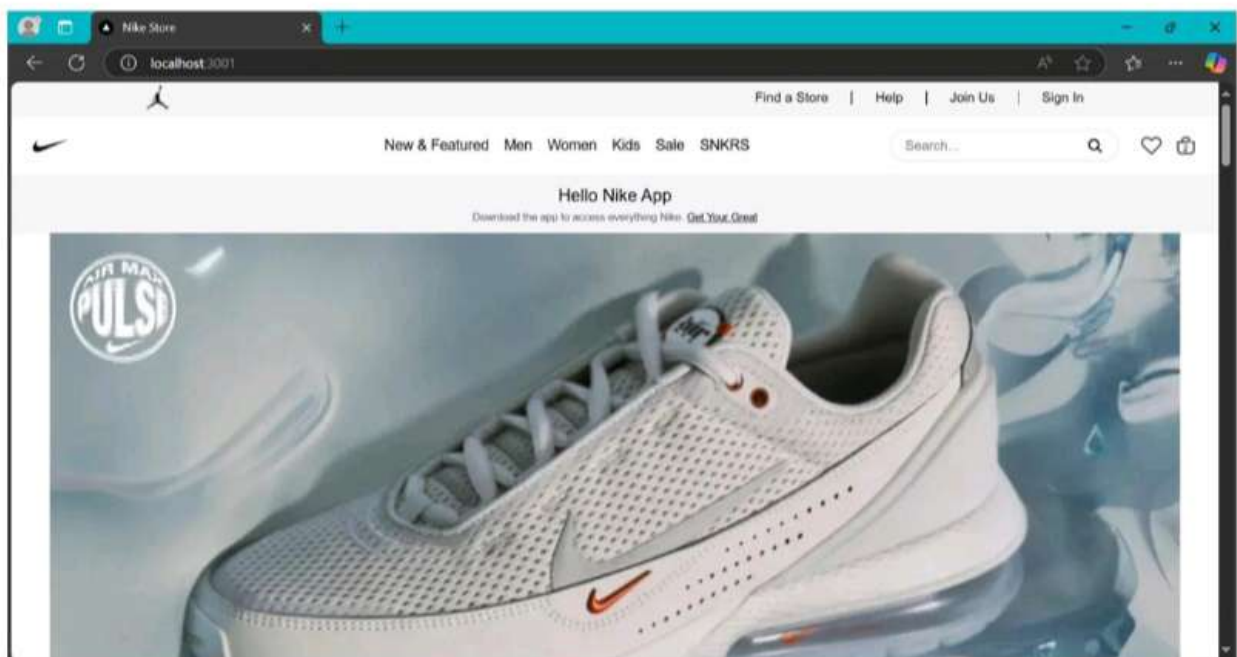 Nike Store
localhost:3001
Find a Store | Help | Join Us | Sign In
New & Featured Men Women Kids Sale SNKRS
Search...
Hello Nike App
Download the app to access everything Nike. Get Your Great
AIR MAX
PULSE
AIR